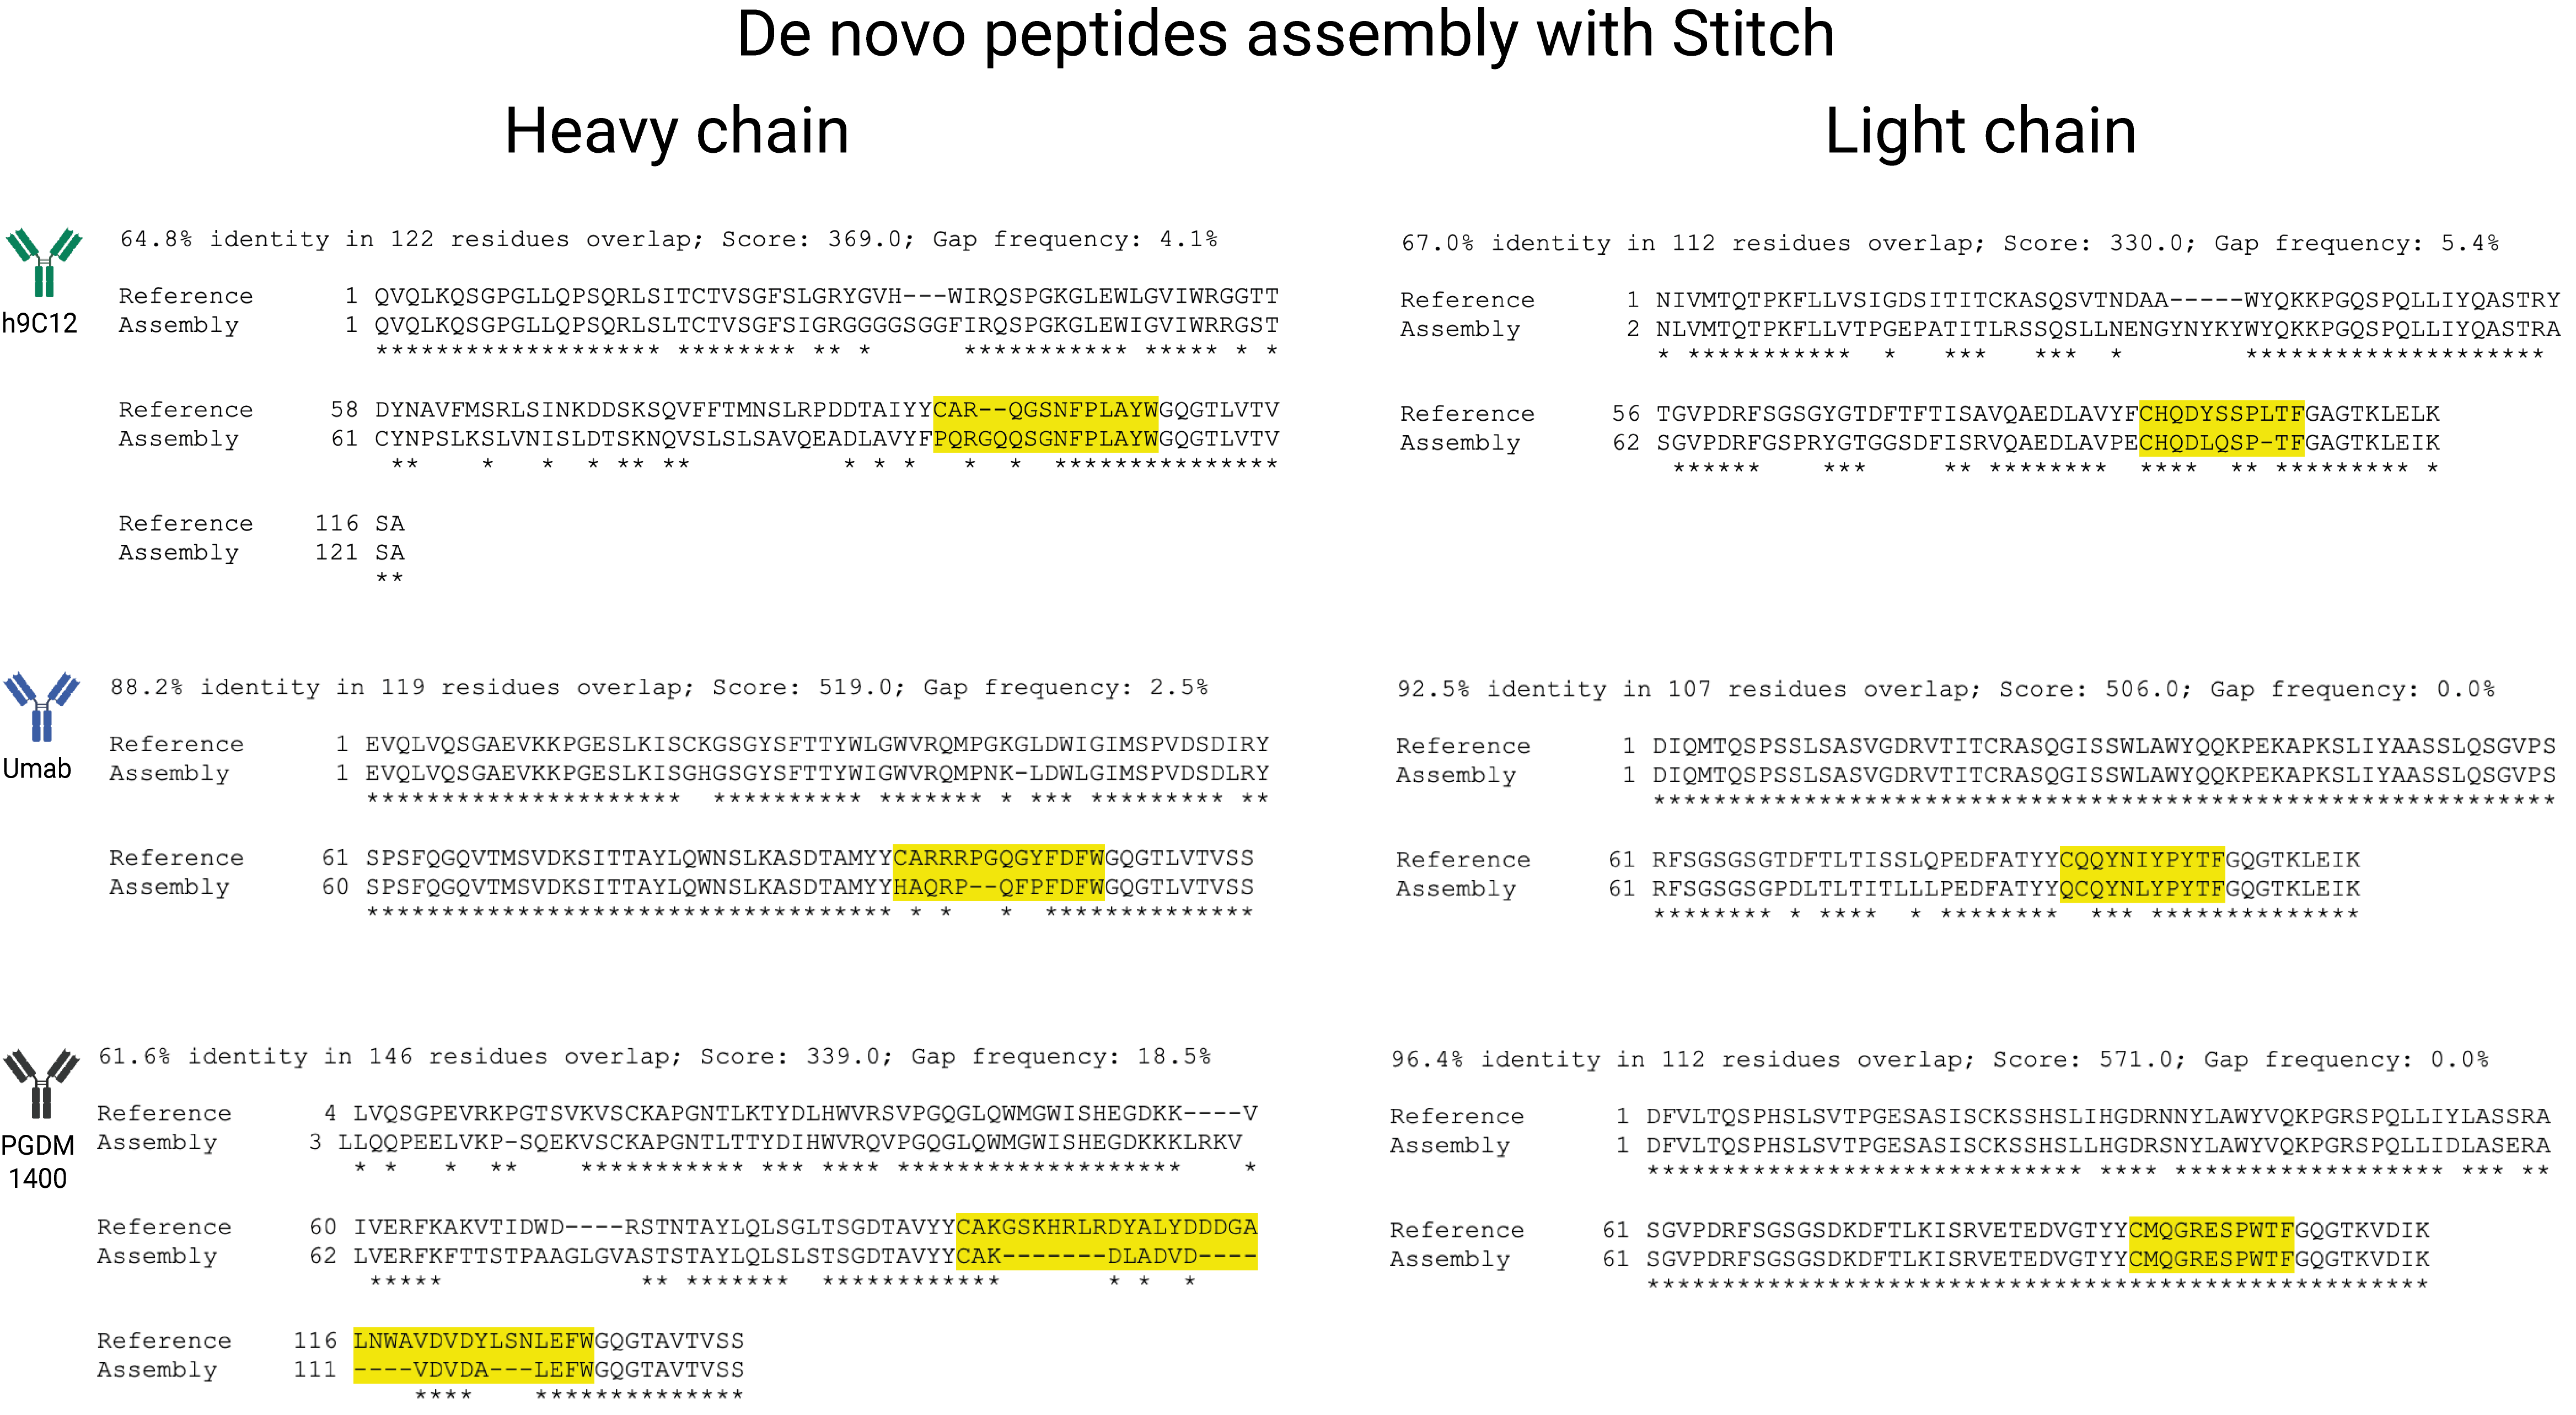 De novo peptides assembly with Stitch
Heavy chain
Light chain
h9C12
64.8% identity in 122 residues overlap; Score: 369.0; Gap frequency: 4.1%
Reference 1 QVQLKQSGPGLLQPSQRLSITCTVSGFSLGRYGVH---WIRQSPGKGLEWLGVIWRGGTT
Assembly 1 QVQLKQSGPGLLQPSQRLSLTCTVSGFSIGRGGGGSGGFIRQSPGKGLEWIGVIWRRGST
******************* ******** ** * *********** ***** * *
Reference 58 DYNAVFMSRLSINKDDSKSQVFFTMNSLRPDDTAIYYCAR--QGSNFPLAYWGQGTLVTV
Assembly 61 CYNPSLKSLVNISLDTSKNQVSLSLSAVQEADLAVYFPQRGQQSGNFPLAYWGQGTLVTV
** * * * ** ** * * * * * ***************
Reference 116 SA
Assembly 121 SA
**
67.0% identity in 112 residues overlap; Score: 330.0; Gap frequency: 5.4%
Reference 1 NIVMTQTPKFLLVSIGDSITITCKASQSVTNDAA-----WYQKKPGQSPQLLIYQASTRY
Assembly 2 NLVMTQTPKFLLVTPGEPATITLRSSQSLLNENGYNYKYWYQKKPGQSPQLLIYQASTRA
* *********** * *** *** * ********************
Reference 56 TGVPDRFSGSGYGTDFTFTISAVQAEDLAVYFCHQDYSSPLTFGAGTKLELK
Assembly 62 SGVPDRFGSPRYGTGGSDFISRVQAEDLAVPECHQDLQSP-TFGAGTKLEIK
****** *** ** ******** **** ** ********* *
Umab
88.2% identity in 119 residues overlap; Score: 519.0; Gap frequency: 2.5%
Reference 1 EVQLVQSGAEVKKPGESLKISCKGSGYSFTTYWLGWVRQMPGKGLDWIGIMSPVDSDIRY
Assembly 1 EVQLVQSGAEVKKPGESLKISGHGSGYSFTTYWIGWVRQMPNK-LDWLGIMSPVDSDLRY
********************* ********** ******* * *** ********* **
Reference 61 SPSFQGQVTMSVDKSITTAYLQWNSLKASDTAMYYCARRRPGQGYFDFWGQGTLVTVSS
Assembly 60 SPSFQGQVTMSVDKSITTAYLQWNSLKASDTAMYYHAQRP--QFPFDFWGQGTLVTVSS
*********************************** * * * **************
92.5% identity in 107 residues overlap; Score: 506.0; Gap frequency: 0.0%
Reference 1 DIQMTQSPSSLSASVGDRVTITCRASQGISSWLAWYQQKPEKAPKSLIYAASSLQSGVPS
Assembly 1 DIQMTQSPSSLSASVGDRVTITCRASQGISSWLAWYQQKPEKAPKSLIYAASSLQSGVPS
************************************************************
Reference 61 RFSGSGSGTDFTLTISSLQPEDFATYYCQQYNIYPYTFGQGTKLEIK
Assembly 61 RFSGSGSGPDLTLTITLLLPEDFATYYQCQYNLYPYTFGQGTKLEIK
******** * **** * ******** *** **************
PGDM
1400
61.6% identity in 146 residues overlap; Score: 339.0; Gap frequency: 18.5%
Reference 4 LVQSGPEVRKPGTSVKVSCKAPGNTLKTYDLHWVRSVPGQGLQWMGWISHEGDKK----V
Assembly 3 LLQQPEELVKP-SQEKVSCKAPGNTLTTYDIHWVRQVPGQGLQWMGWISHEGDKKKLRKV
* * * ** *********** *** **** ******************* *
Reference 60 IVERFKAKVTIDWD----RSTNTAYLQLSGLTSGDTAVYYCAKGSKHRLRDYALYDDDGA
Assembly 62 LVERFKFTTSTPAAGLGVASTSTAYLQLSLSTSGDTAVYYCAK-------DLADVD----
***** ** ******* ************ * * *
Reference 116 LNWAVDVDYLSNLEFWGQGTAVTVSS
Assembly 111 ----VDVDA---LEFWGQGTAVTVSS
**** **************
96.4% identity in 112 residues overlap; Score: 571.0; Gap frequency: 0.0%
Reference 1 DFVLTQSPHSLSVTPGESASISCKSSHSLIHGDRNNYLAWYVQKPGRSPQLLIYLASSRA
Assembly 1 DFVLTQSPHSLSVTPGESASISCKSSHSLLHGDRSNYLAWYVQKPGRSPQLLIDLASERA
***************************** **** ****************** *** **
Reference 61 SGVPDRFSGSGSDKDFTLKISRVETEDVGTYYCMQGRESPWTFGQGTKVDIK
Assembly 61 SGVPDRFSGSGSDKDFTLKISRVETEDVGTYYCMQGRESPWTFGQGTKVDIK
****************************************************